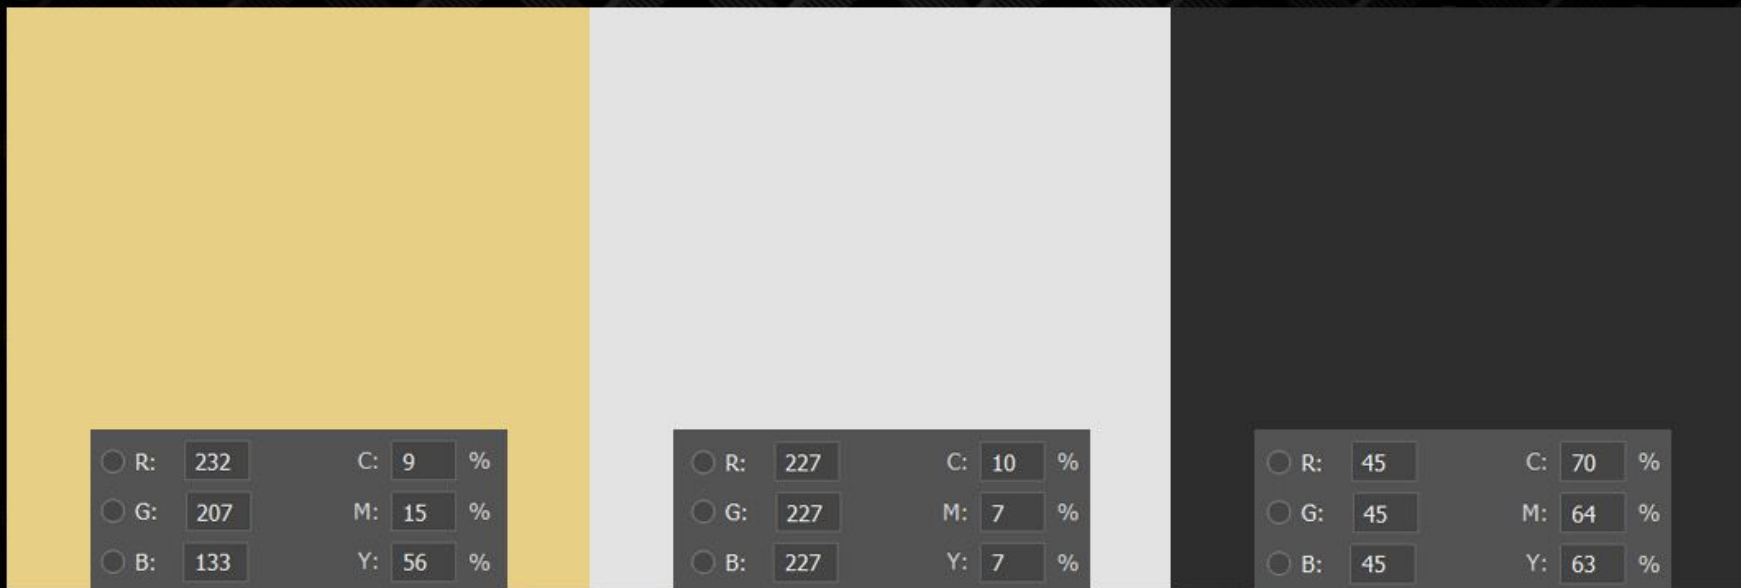 R: 232 C: 9 %
G: 207 M: 15 %
B: 133 Y: 56 %
R: 227 C: 10 %
G: 227 M: 7 %
B: 227 Y: 7 %
R: 45 C: 70 %
G: 45 M: 64 %
B: 45 Y: 63 %